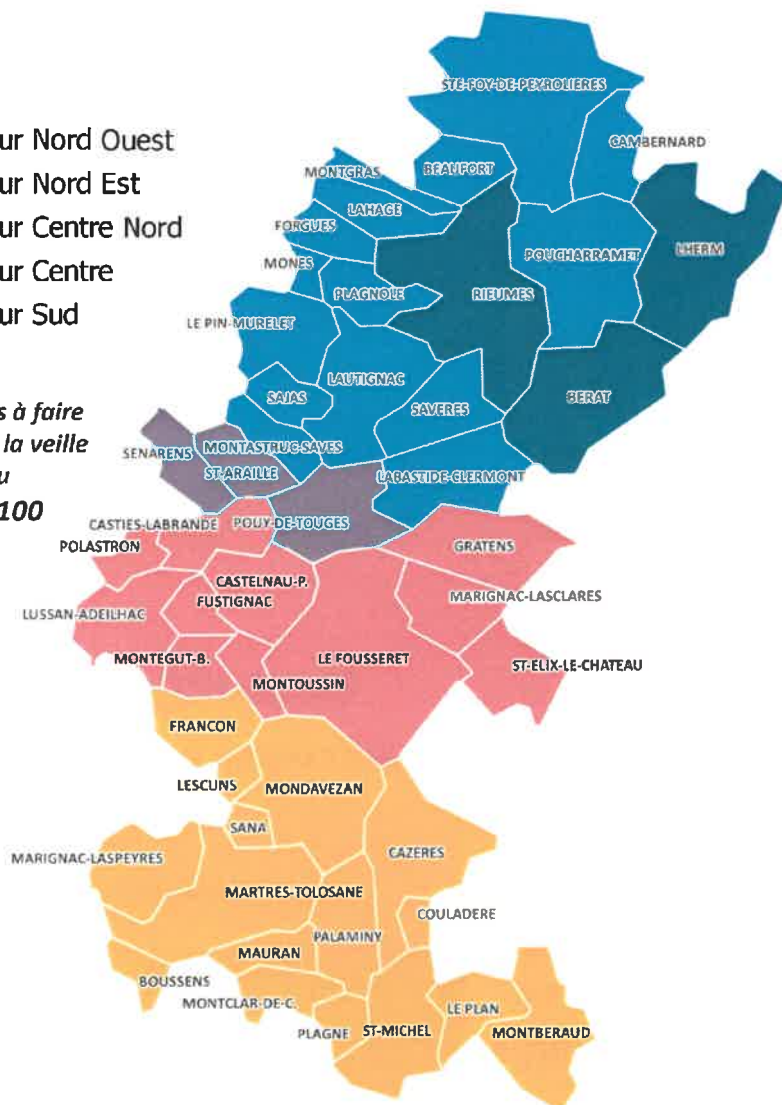 ur Nord Ouest
ur Nord Est
ur Centre Nord
ur Centre
ur Sud
s à faire
la veille
u
100
STE-FOY-DE-PEYROLIERES
CAMBERNARD
BEAUFORT
MONTGRAS
LAHAGE
FORGUES
POUCHARRAMET
LHERM
MONES
PLAGNOLE
RIEUMES
LE PIN-MURELET
LAUTIGNAC
SAJAS
SAVERES
BERAT
SENARENS
MONTASTRUC-SAVES
ST-ARAILLE
LABASTIDE-CLERMONT
CASTIES-LABRANDE
POUY-DE-TOUGES
POLASTRON
GRATENS
CASTELNAU-P.
FUSTIGNAC
MARIGNAC-LASCLARES
LUSSAN-ADEILHAC
MONTEGUT-B.
LE FOUSSERET
ST-ELIX-LE-CHATEAU
MONTOUSSIN
FRANCON
LESCUNS
MONDAVEZAN
SANA
MARIGNAC-LASPEYRES
CAZERES
MARTRES-TOLOSANE
COULADERE
PALAMINY
MAURAN
BOUSSENS
MONTCLAR-DE-C.
LE PLAN
PLAGNE
ST-MICHEL
MONTBERAUD